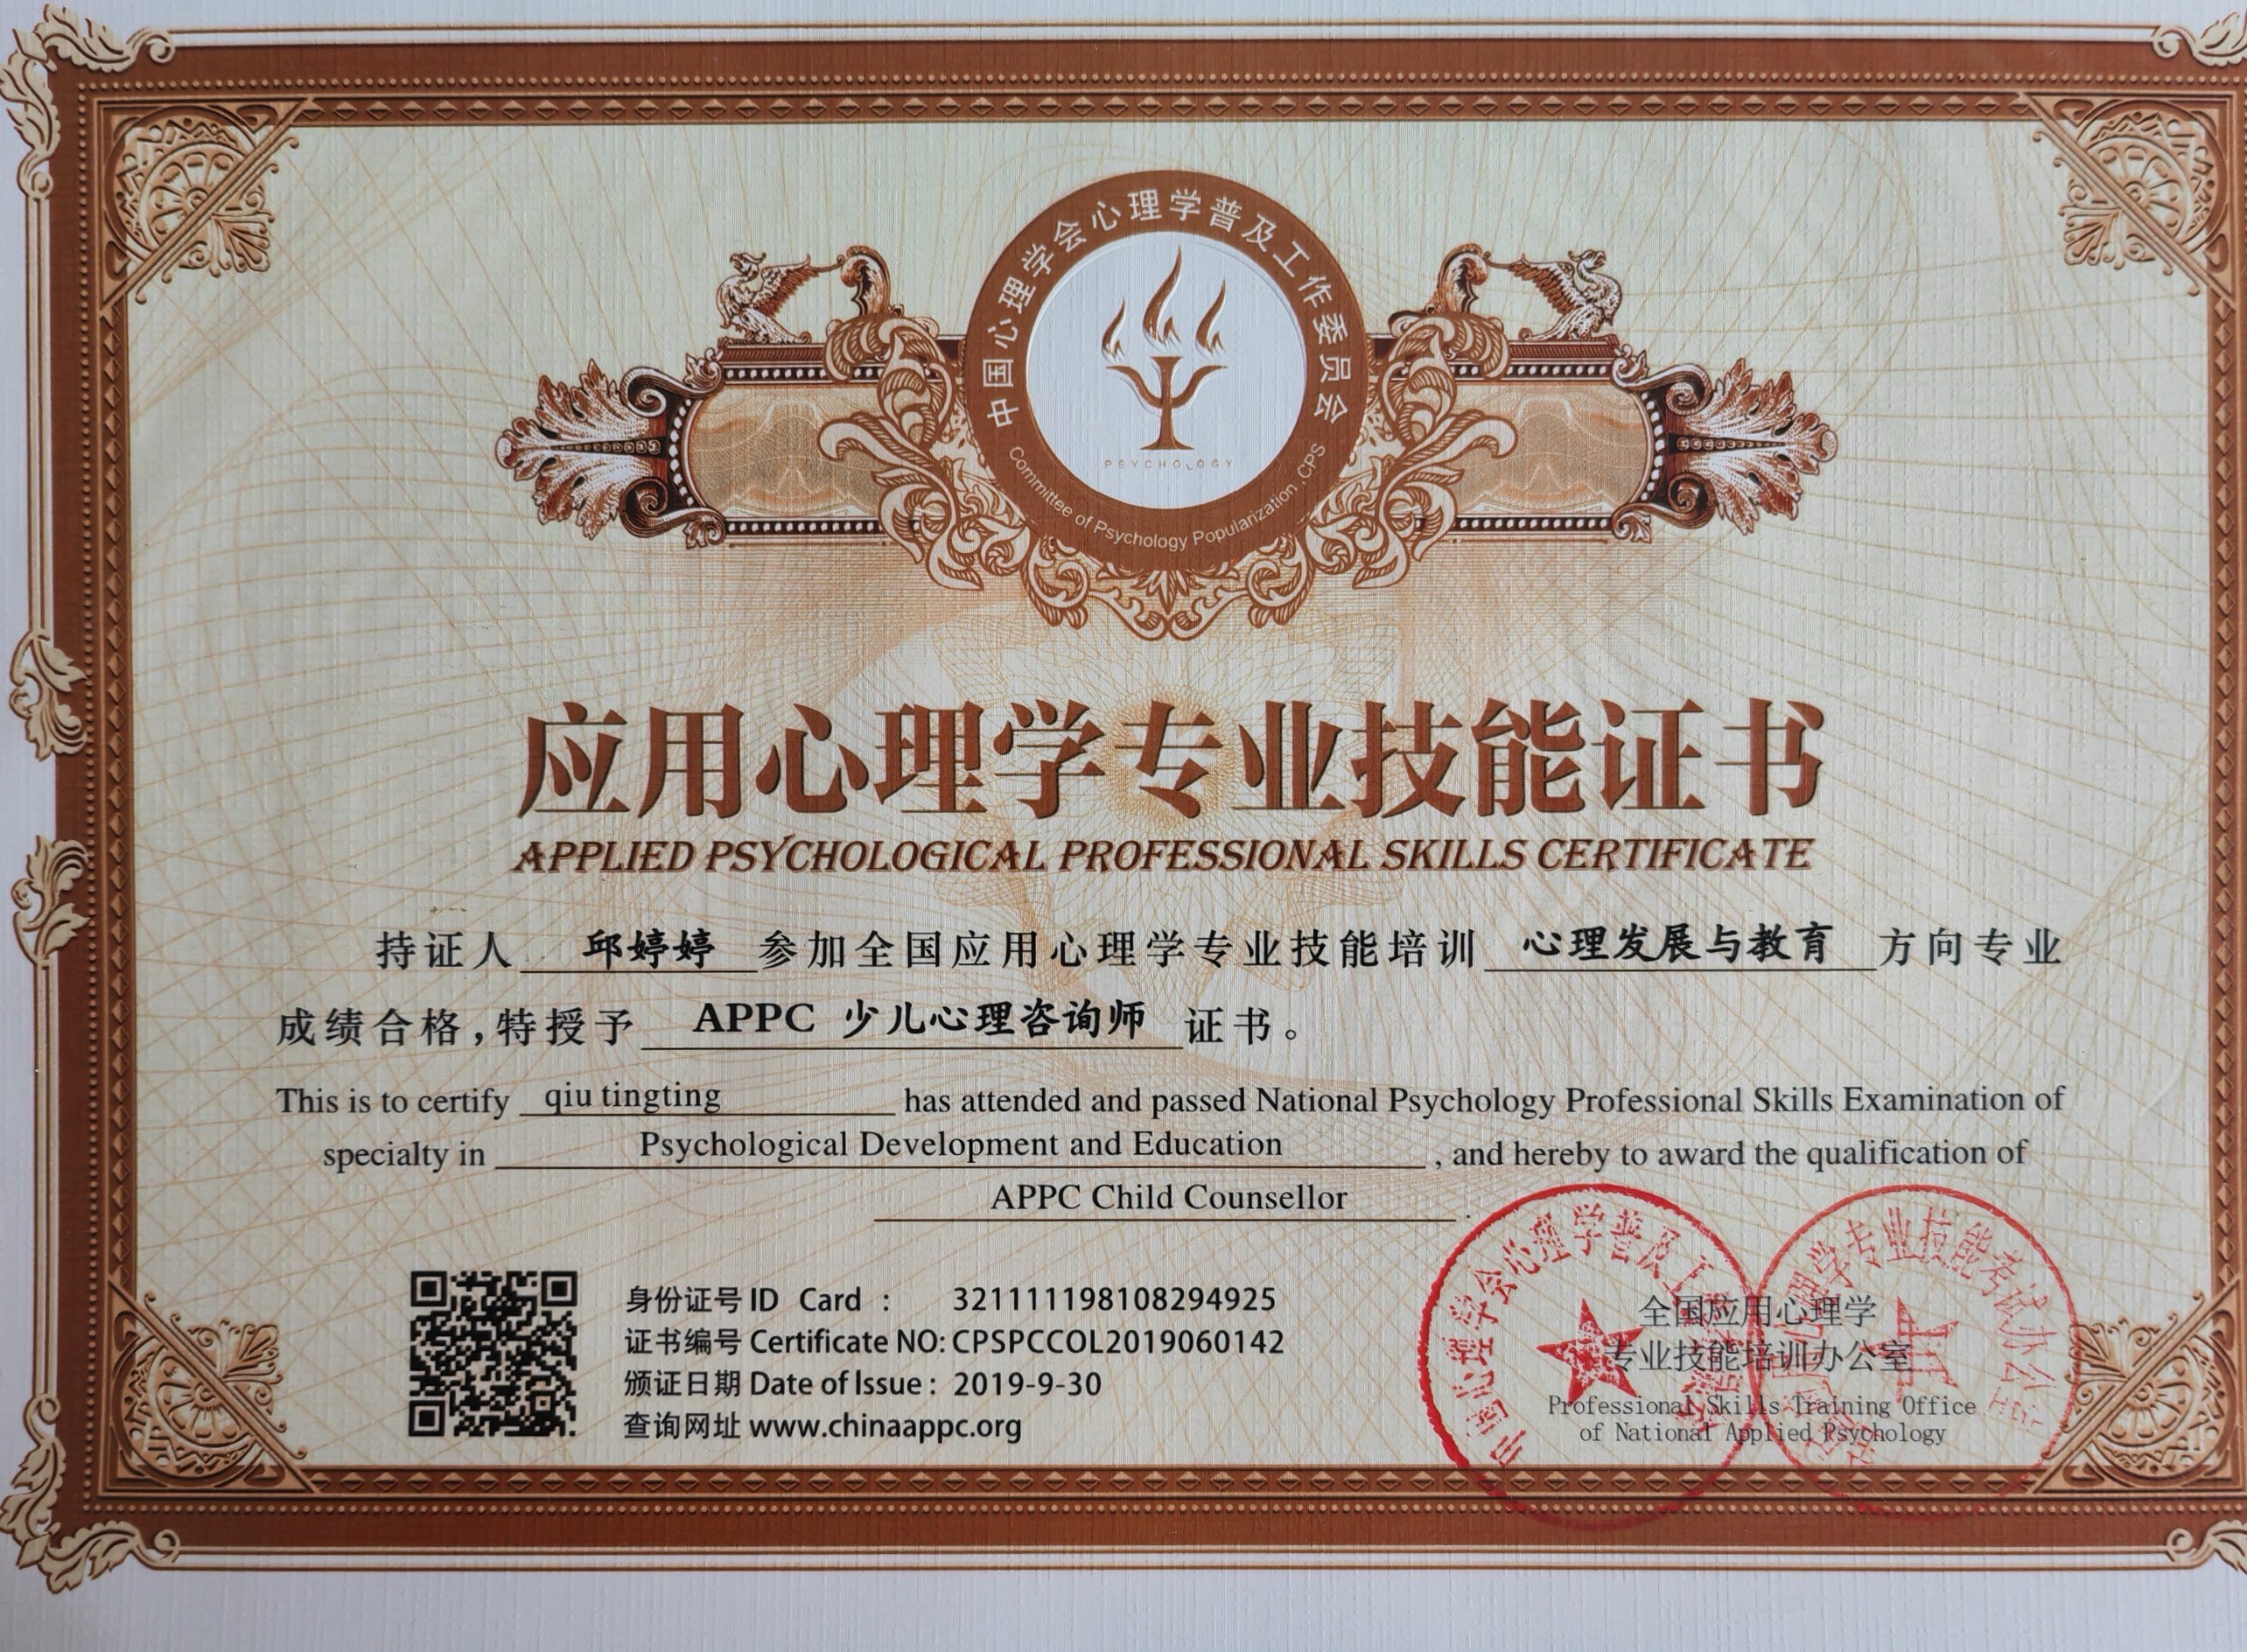 中国心理学会心理学普及工作委员会
PSYCHOLOGY
Committee of Psychology Popularization ,CPS
应用心理学专业技能证书
APPLIED PSYCHOLOGICAL PROFESSIONAL SKILLS CERTIFICATE
持证人 邱婷婷 参加全国应用心理学专业技能培训 心理发展与教育 方向专业
成绩合格,特授予 APPC 少儿心理咨询师 证书。
This is to certify qiu tingting has attended and passed National Psychology Professional Skills Examination of
specialty in Psychological Development and Education , and hereby to award the qualification of
APPC Child Counsellor .
身份证号 ID Card : 321111198108294925
证书编号 Certificate NO: CPSPCCOL2019060142
颁证日期 Date of Issue : 2019-9-30
查询网址 www.chinaappc.org
全国应用心理学
专业技能培训办公室
Professional Skills Training Office
of National Applied Psychology